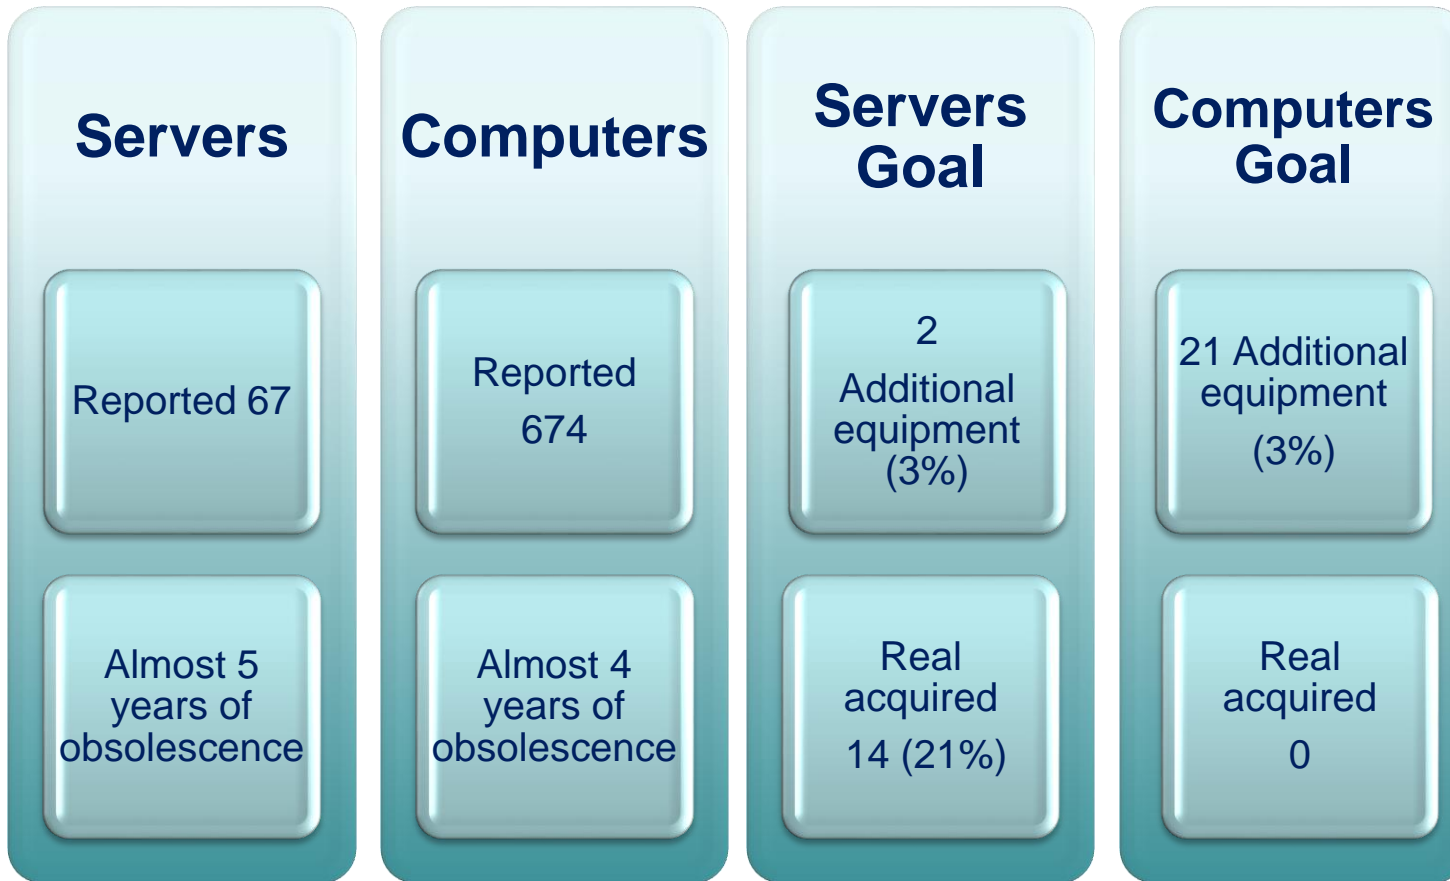 Servers
Reported 67
Almost 5
years of
obsolescence
Computers
Reported
674
Almost 4
years of
obsolescence
Servers
Goal
2
Additional
equipment
(3%)
Real
acquired
14 (21%)
Computers
Goal
21 Additional
equipment
(3%)
Real
acquired
0